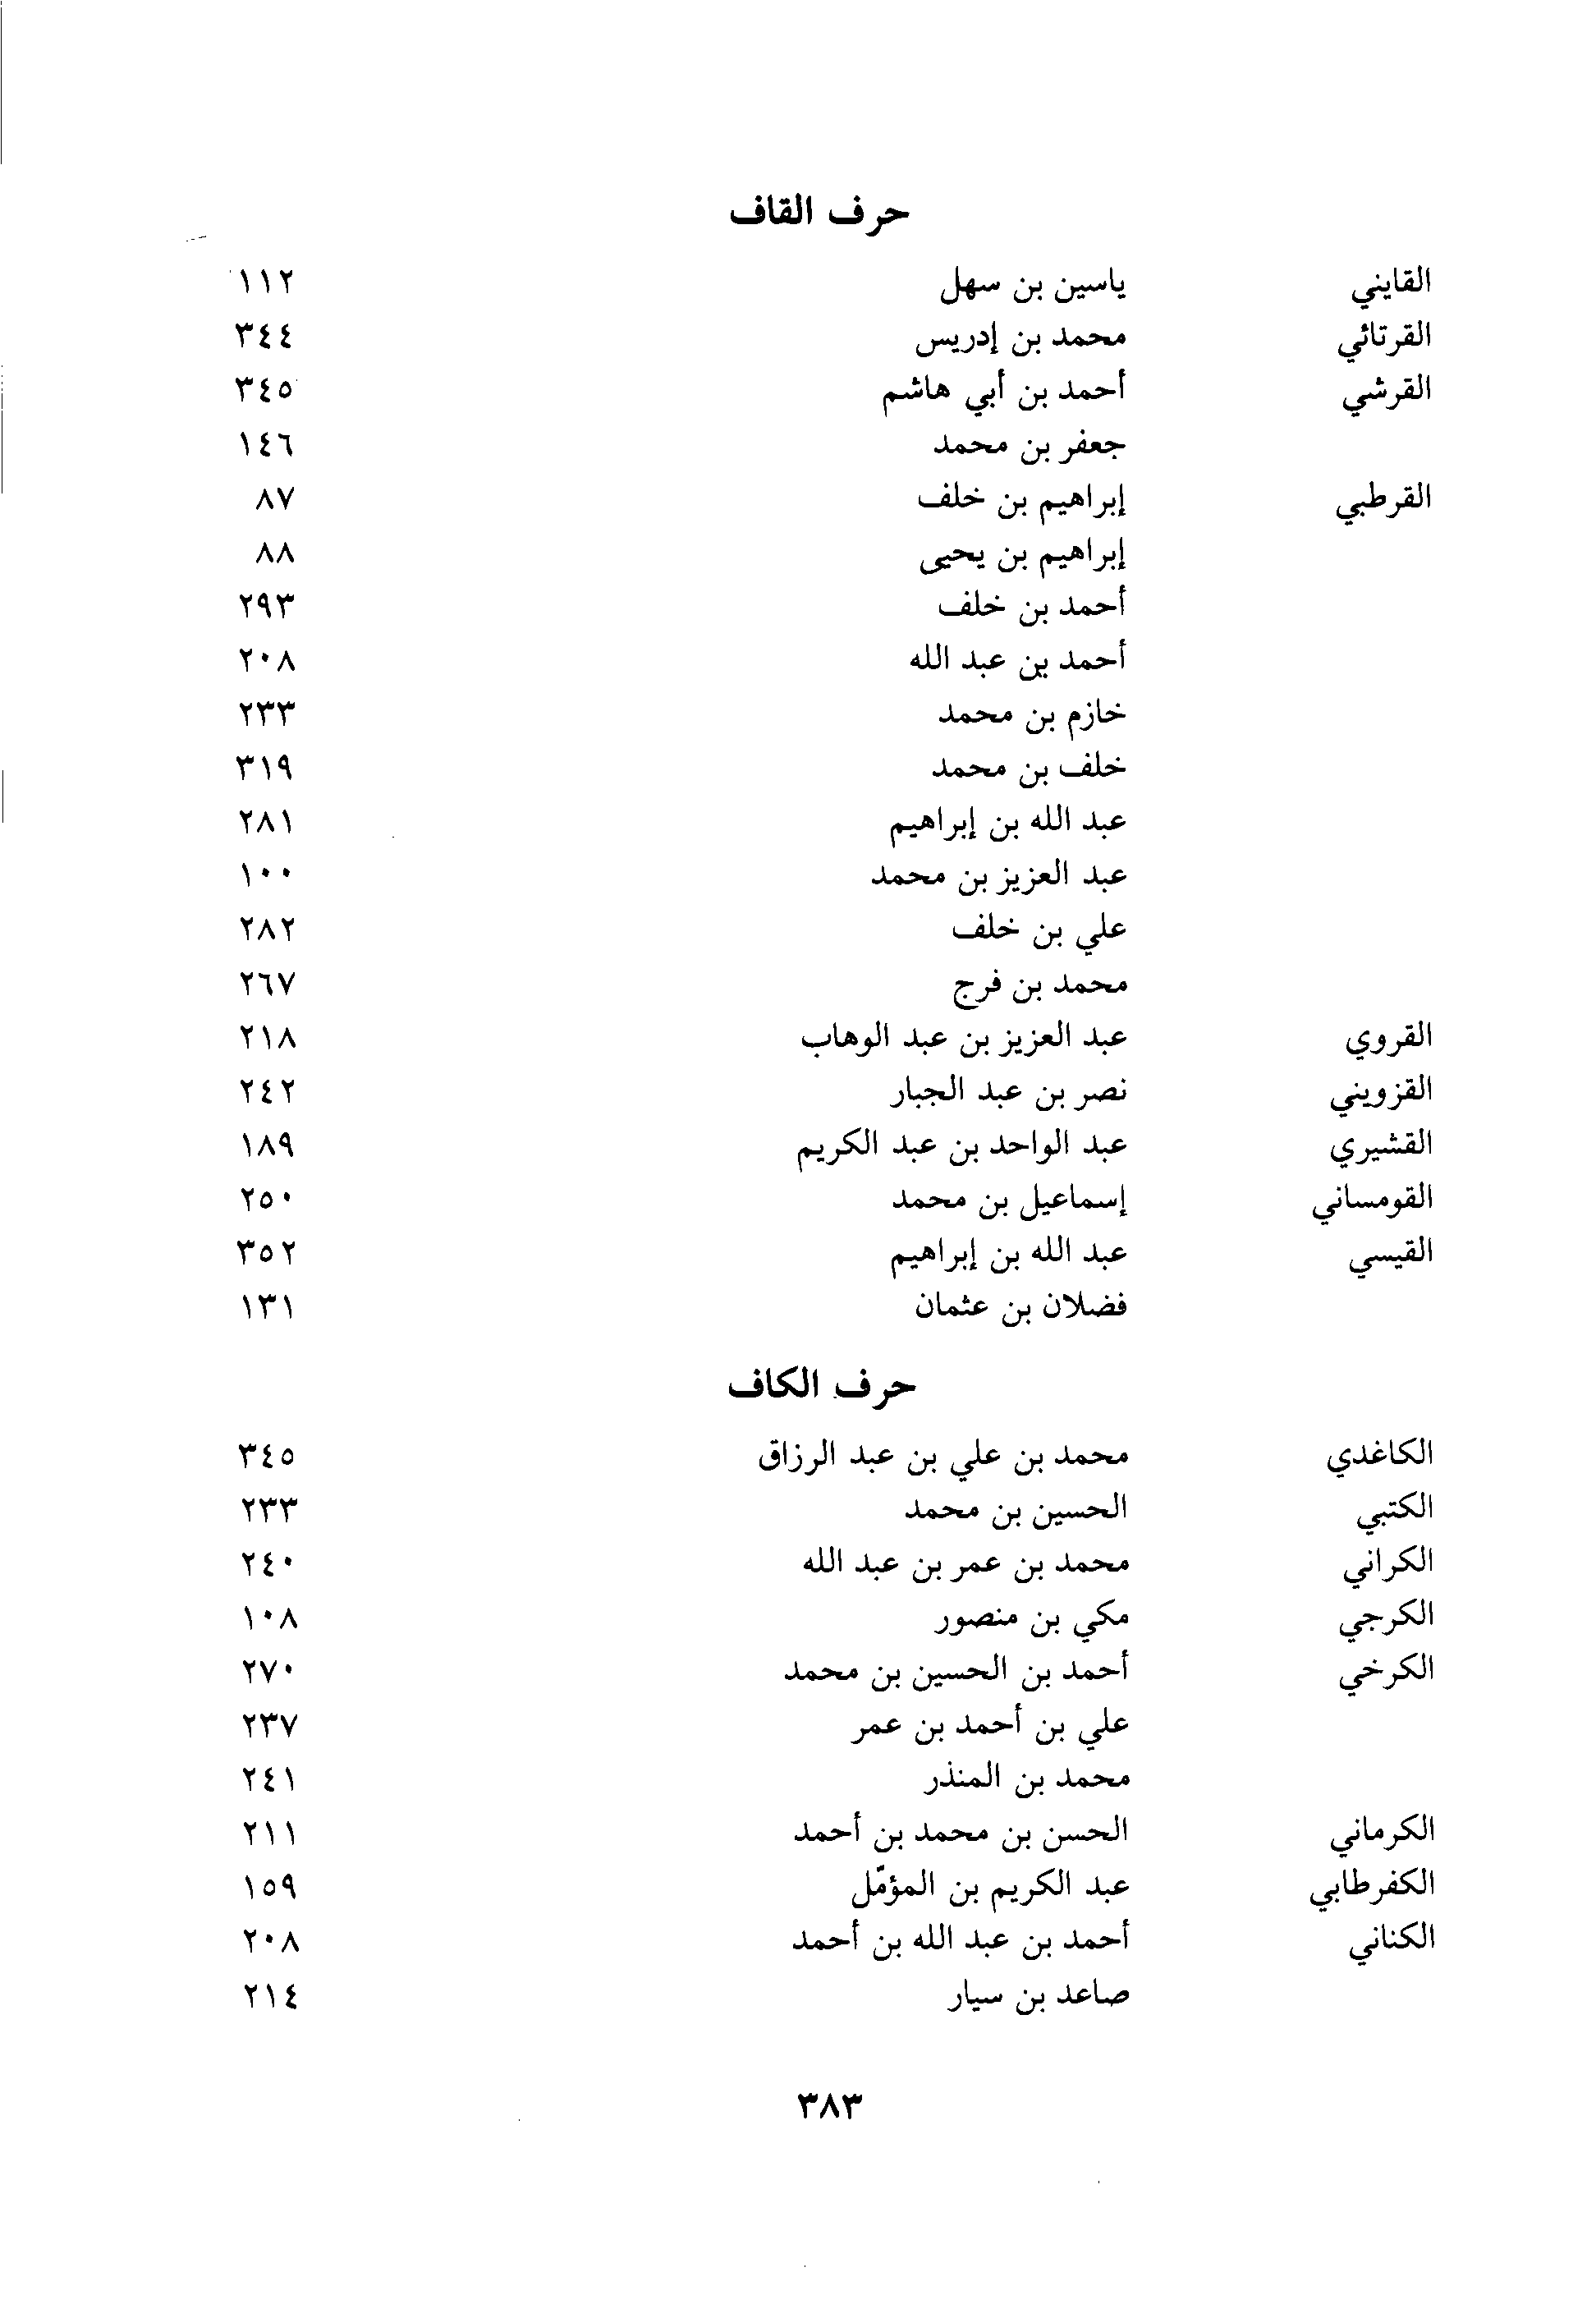 حرف القاف
القايني ياسين بن سهل ١١٢
القرتائي محمد بن إدريس ٣٤٤
القرشي أحمد بن أبي هاشم ٣٤٥
جعفر بن محمد ١٤٦
القرطبي إبراهيم بن خلف ٨٧
إبراهيم بن يحيى ٨٨
أحمد بن خلف ٢٩٣
أحمد بن عبد الله ٢٠٨
خازم بن محمد ٢٣٣
خلف بن محمد ٣١٩
عبد الله بن إبراهيم ٢٨١
عبد العزيز بن محمد ١٠٠
علي بن خلف ٢٨٢
محمد بن فرج ٢٦٧
القروي عبد العزيز بن عبد الوهاب ٢١٨
القزويني نصر بن عبد الجبار ٢٤٢
القشيري عبد الواحد بن عبد الكريم ١٨٩
القومساني إسماعيل بن محمد ٢٥٠
القيسي عبد الله بن إبراهيم ٣٥٢
فضلان بن عثمان ١٣١
حرف الكاف
الكاغدي محمد بن علي بن عبد الرزاق ٣٤٥
الكتبي الحسين بن محمد ٢٣٣
الكراني محمد بن عمر بن عبد الله ٢٤٠
الكرجي مكي بن منصور ١٠٨
الكرخي أحمد بن الحسين بن محمد ٢٧٠
علي بن أحمد بن عمر ٢٣٧
محمد بن المنذر ٢٤١
الكرماني الحسن بن محمد بن أحمد ٢١١
الكفرطابي عبد الكريم بن المؤمّل ١٥٩
الكناني أحمد بن عبد الله بن أحمد ٢٠٨
صاعد بن سيار ٢١٤
٣٨٣